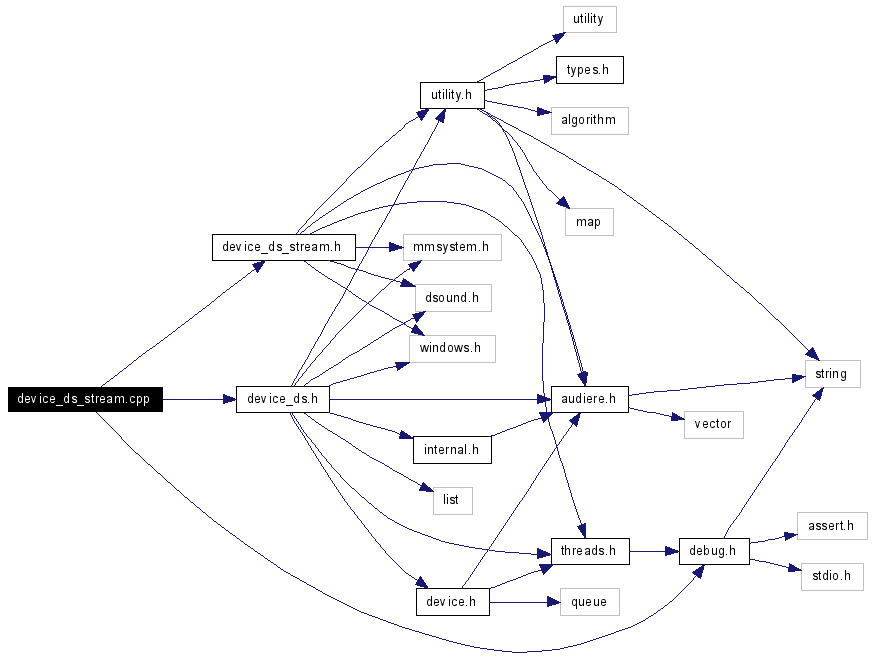 utility
types.h
utility.h
algorithm
map
device_ds_stream.h
mmsystem.h
dsound.h
windows.h
string
device_ds_stream.cpp
device_ds.h
audiere.h
vector
internal.h
list
assert.h
threads.h
debug.h
stdio.h
device.h
queue